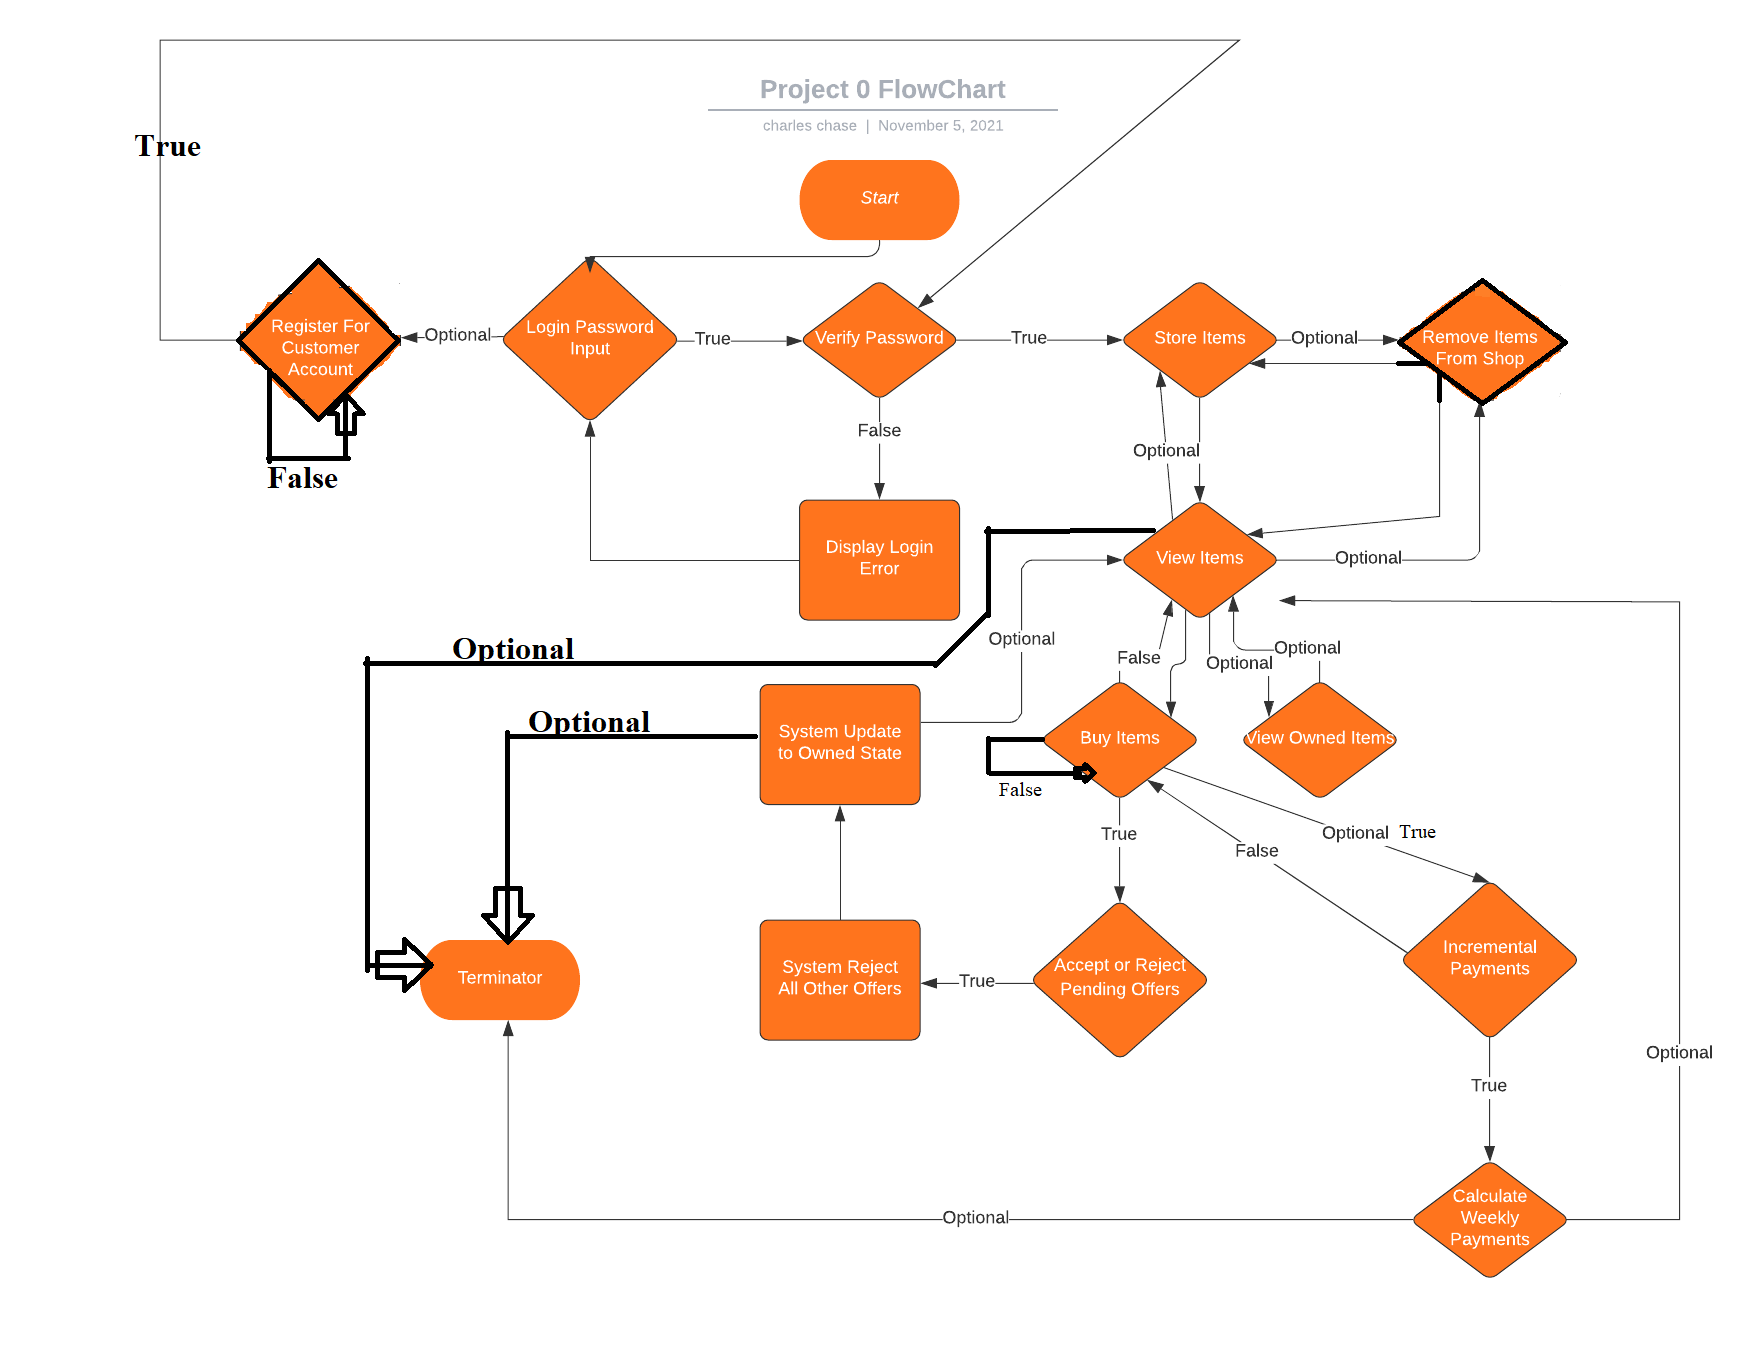 Project 0 FlowChart
charles chase | November 5, 2021
True
Start
Register For
Customer
Account
Optional
Login Password
Input
True
Verify Password
True
Store Items
Optional
Remove Items
From Shop
False
False
Optional
Display Login
Error
View Items
Optional
Optional
Optional
False
Optional
Optional
Optional
System Update
to Owned State
Buy Items
View Owned Items
False
True
Optional True
False
Terminator
System Reject
All Other Offers
True
Accept or Reject
Pending Offers
Incremental
Payments
Optional
True
Optional
Calculate
Weekly
Payments